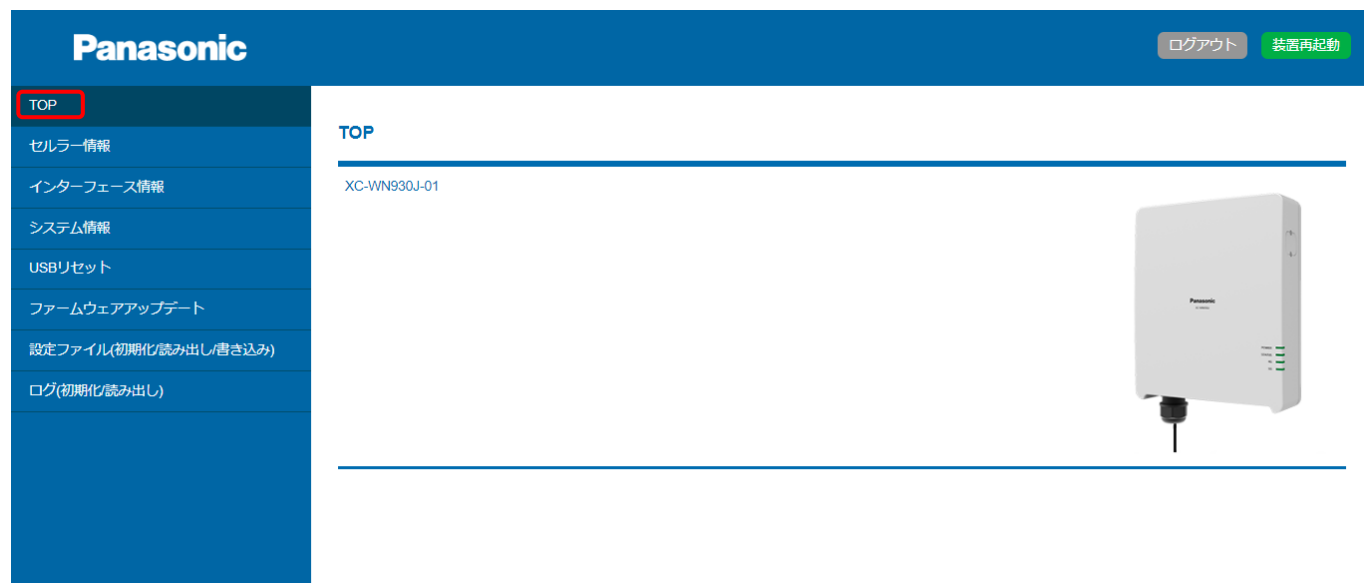 Panasonic
ログアウト
装置再起動
TOP
セルラー情報
インターフェース情報
システム情報
USBリセット
ファームウェアアップデート
設定ファイル(初期化/読み出し/書き込み)
ログ(初期化/読み出し)
TOP
XC-WN930J-01
Panasonic